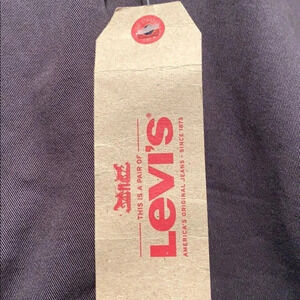 THIS IS A PAIR OF
Levi's
AMERICA'S ORIGINAL JEANS - SINCE 1873